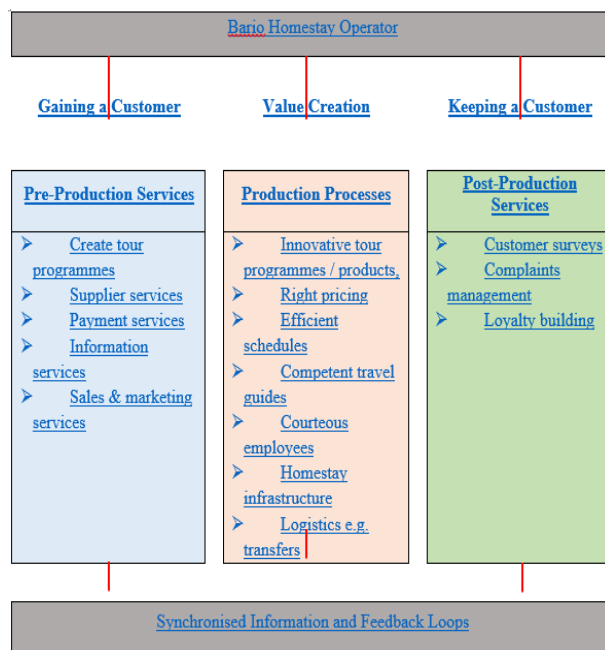 Bario Homestay Operator
Gaining a Customer
Value Creation
Keeping a Customer
Pre-Production Services
➢ Create tour
programmes
➢ Supplier services
➢ Payment services
➢ Information
services
➢ Sales & marketing
services
Production Processes
➢ Innovative tour
programmes / products,
➢ Right pricing
➢ Efficient
schedules
➢ Competent travel
guides
➢ Courteous
employees
➢ Homestay
infrastructure
➢ Logistics e.g.
transfers
Post-Production
Services
➢ Customer surveys
➢ Complaints
management
➢ Loyalty building
Synchronised Information and Feedback Loops